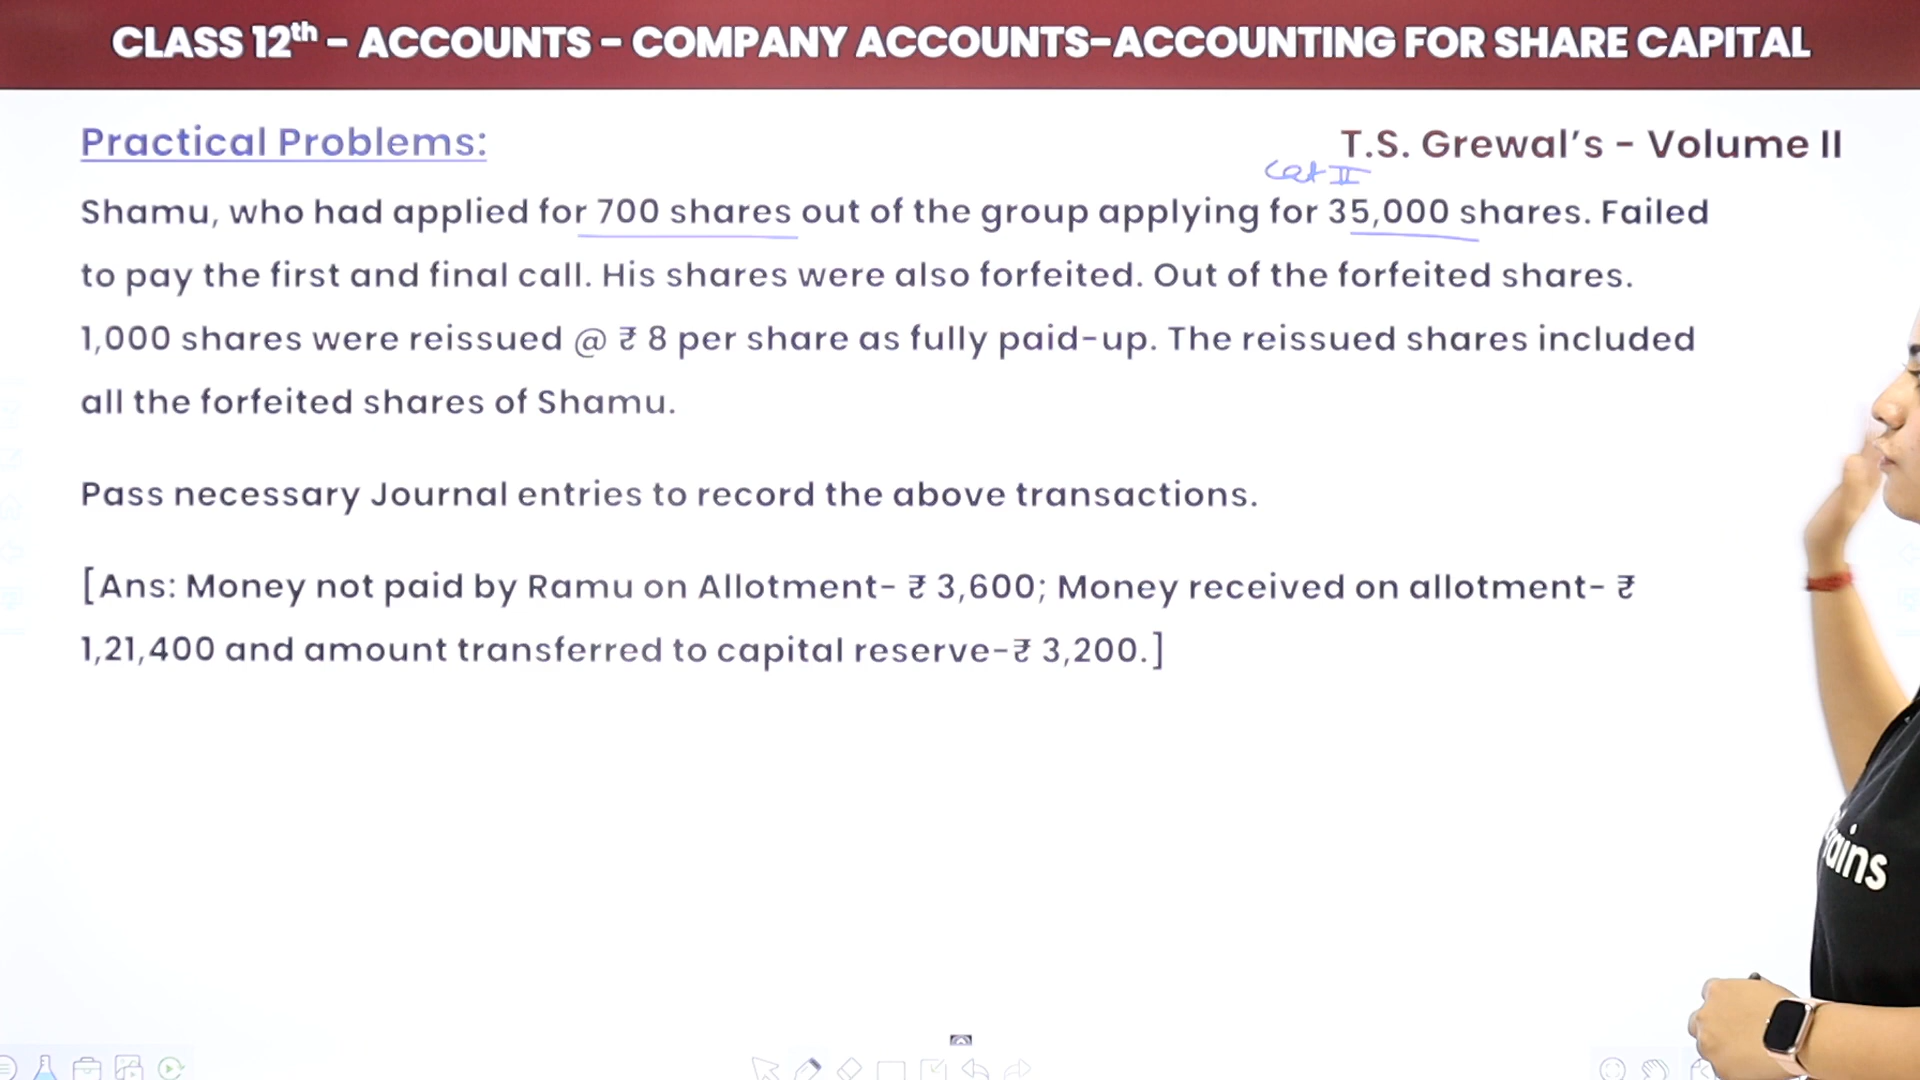 CLASS 12th - ACCOUNTS - COMPANY ACCOUNTS-ACCOUNTING FOR SHARE CAPITAL
Practical Problems:
T.S. Grewal's - Volume II
Cat II
Shamu, who had applied for 700 shares out of the group applying for 35,000 shares. Failed
to pay the first and final call. His shares were also forfeited. Out of the forfeited shares.
1,000 shares were reissued @ ₹ 8 per share as fully paid-up. The reissued shares included
all the forfeited shares of Shamu.
Pass necessary Journal entries to record the above transactions.
[Ans: Money not paid by Ramu on Allotment- ₹ 3,600; Money received on allotment- ₹
1,21,400 and amount transferred to capital reserve-₹ 3,200.]